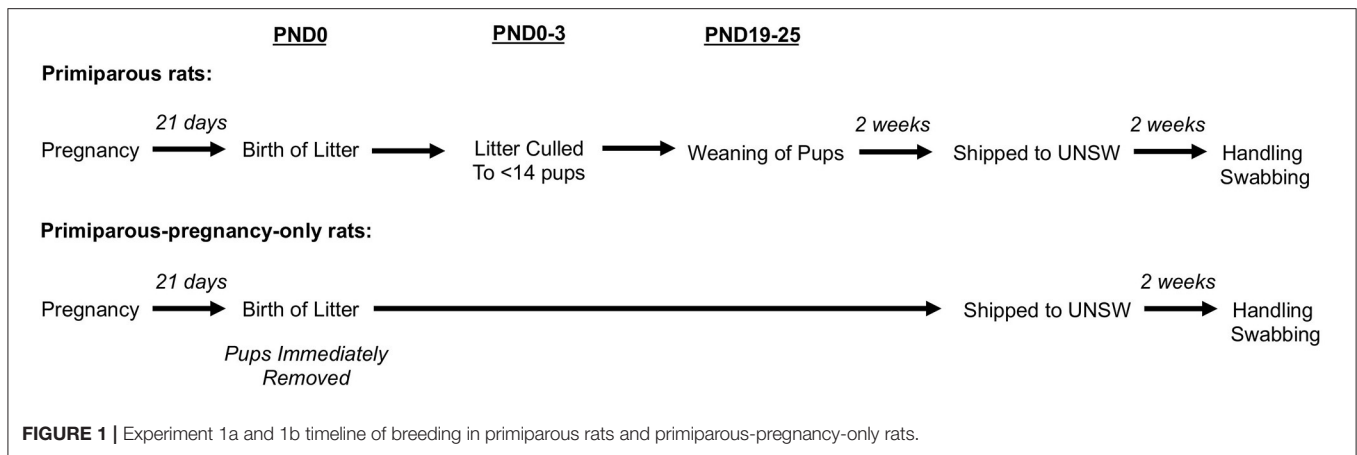 PND0 PND0-3 PND19-25
Primiparous rats:
21 days 2 weeks 2 weeks
Pregnancy Birth of Litter Litter Culled Weaning of Pups Shipped to UNSW Handling
To <14 pups Swabbing
Primiparous-pregnancy-only rats:
21 days 2 weeks
Pregnancy Birth of Litter Shipped to UNSW Handling
Swabbing
Pups Immediately
Removed
FIGURE 1 | Experiment 1a and 1b timeline of breeding in primiparous rats and primiparous-pregnancy-only rats.